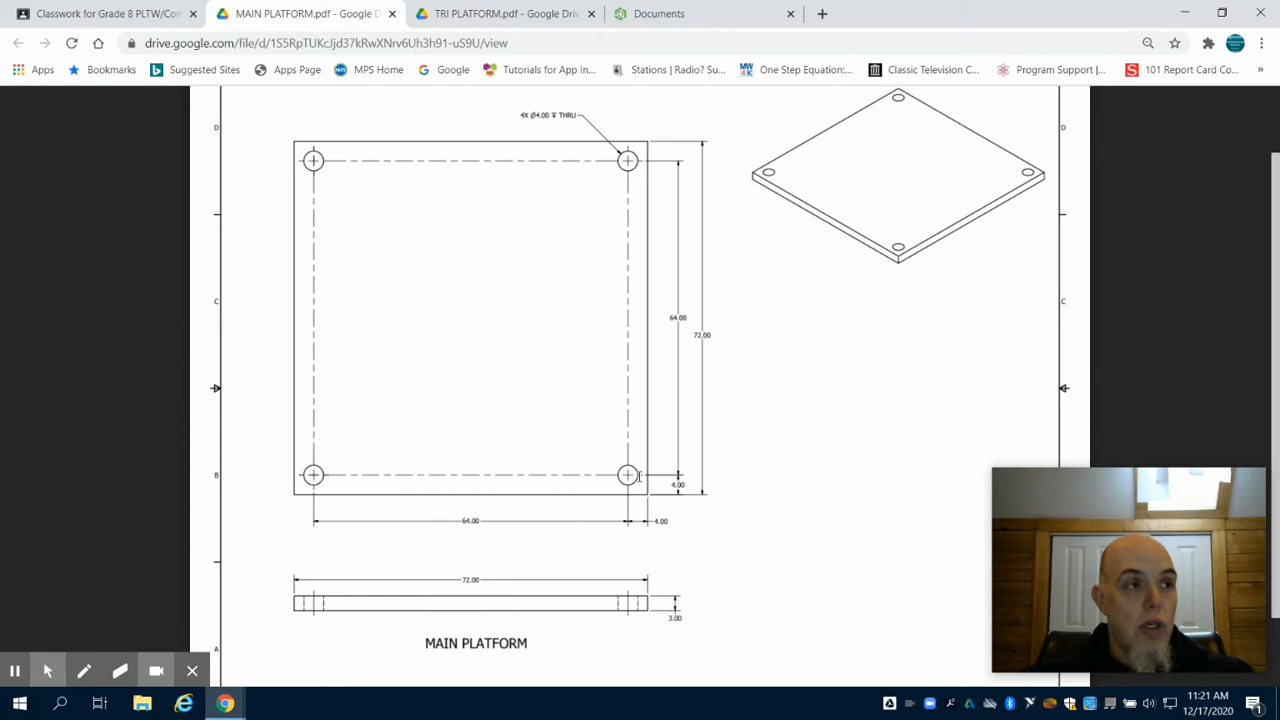 Classwork for Grade 8 PLTW/Con
MAIN PLATFORM.pdf - Google D
TRI PLATFORM.pdf - Google Driv
Documents
drive.google.com/file/d/1S5RpTUKcJjd37kRwXNrv6Uh3h91-uS9U/view
Apps
Bookmarks
Suggested Sites
Apps Page
MPS Home
Google
Tutorials for App In...
Stations | Radio? Su...
One Step Equation:...
Classic Television C...
Program Support |...
101 Report Card Co...
»
4X Ø4.00 ↧ THRU
D
D
C
C
64.00
72.00
B
B
4.00
64.00
4.00
72.00
3.00
MAIN PLATFORM
A
11:21 AM
12/17/2020
1